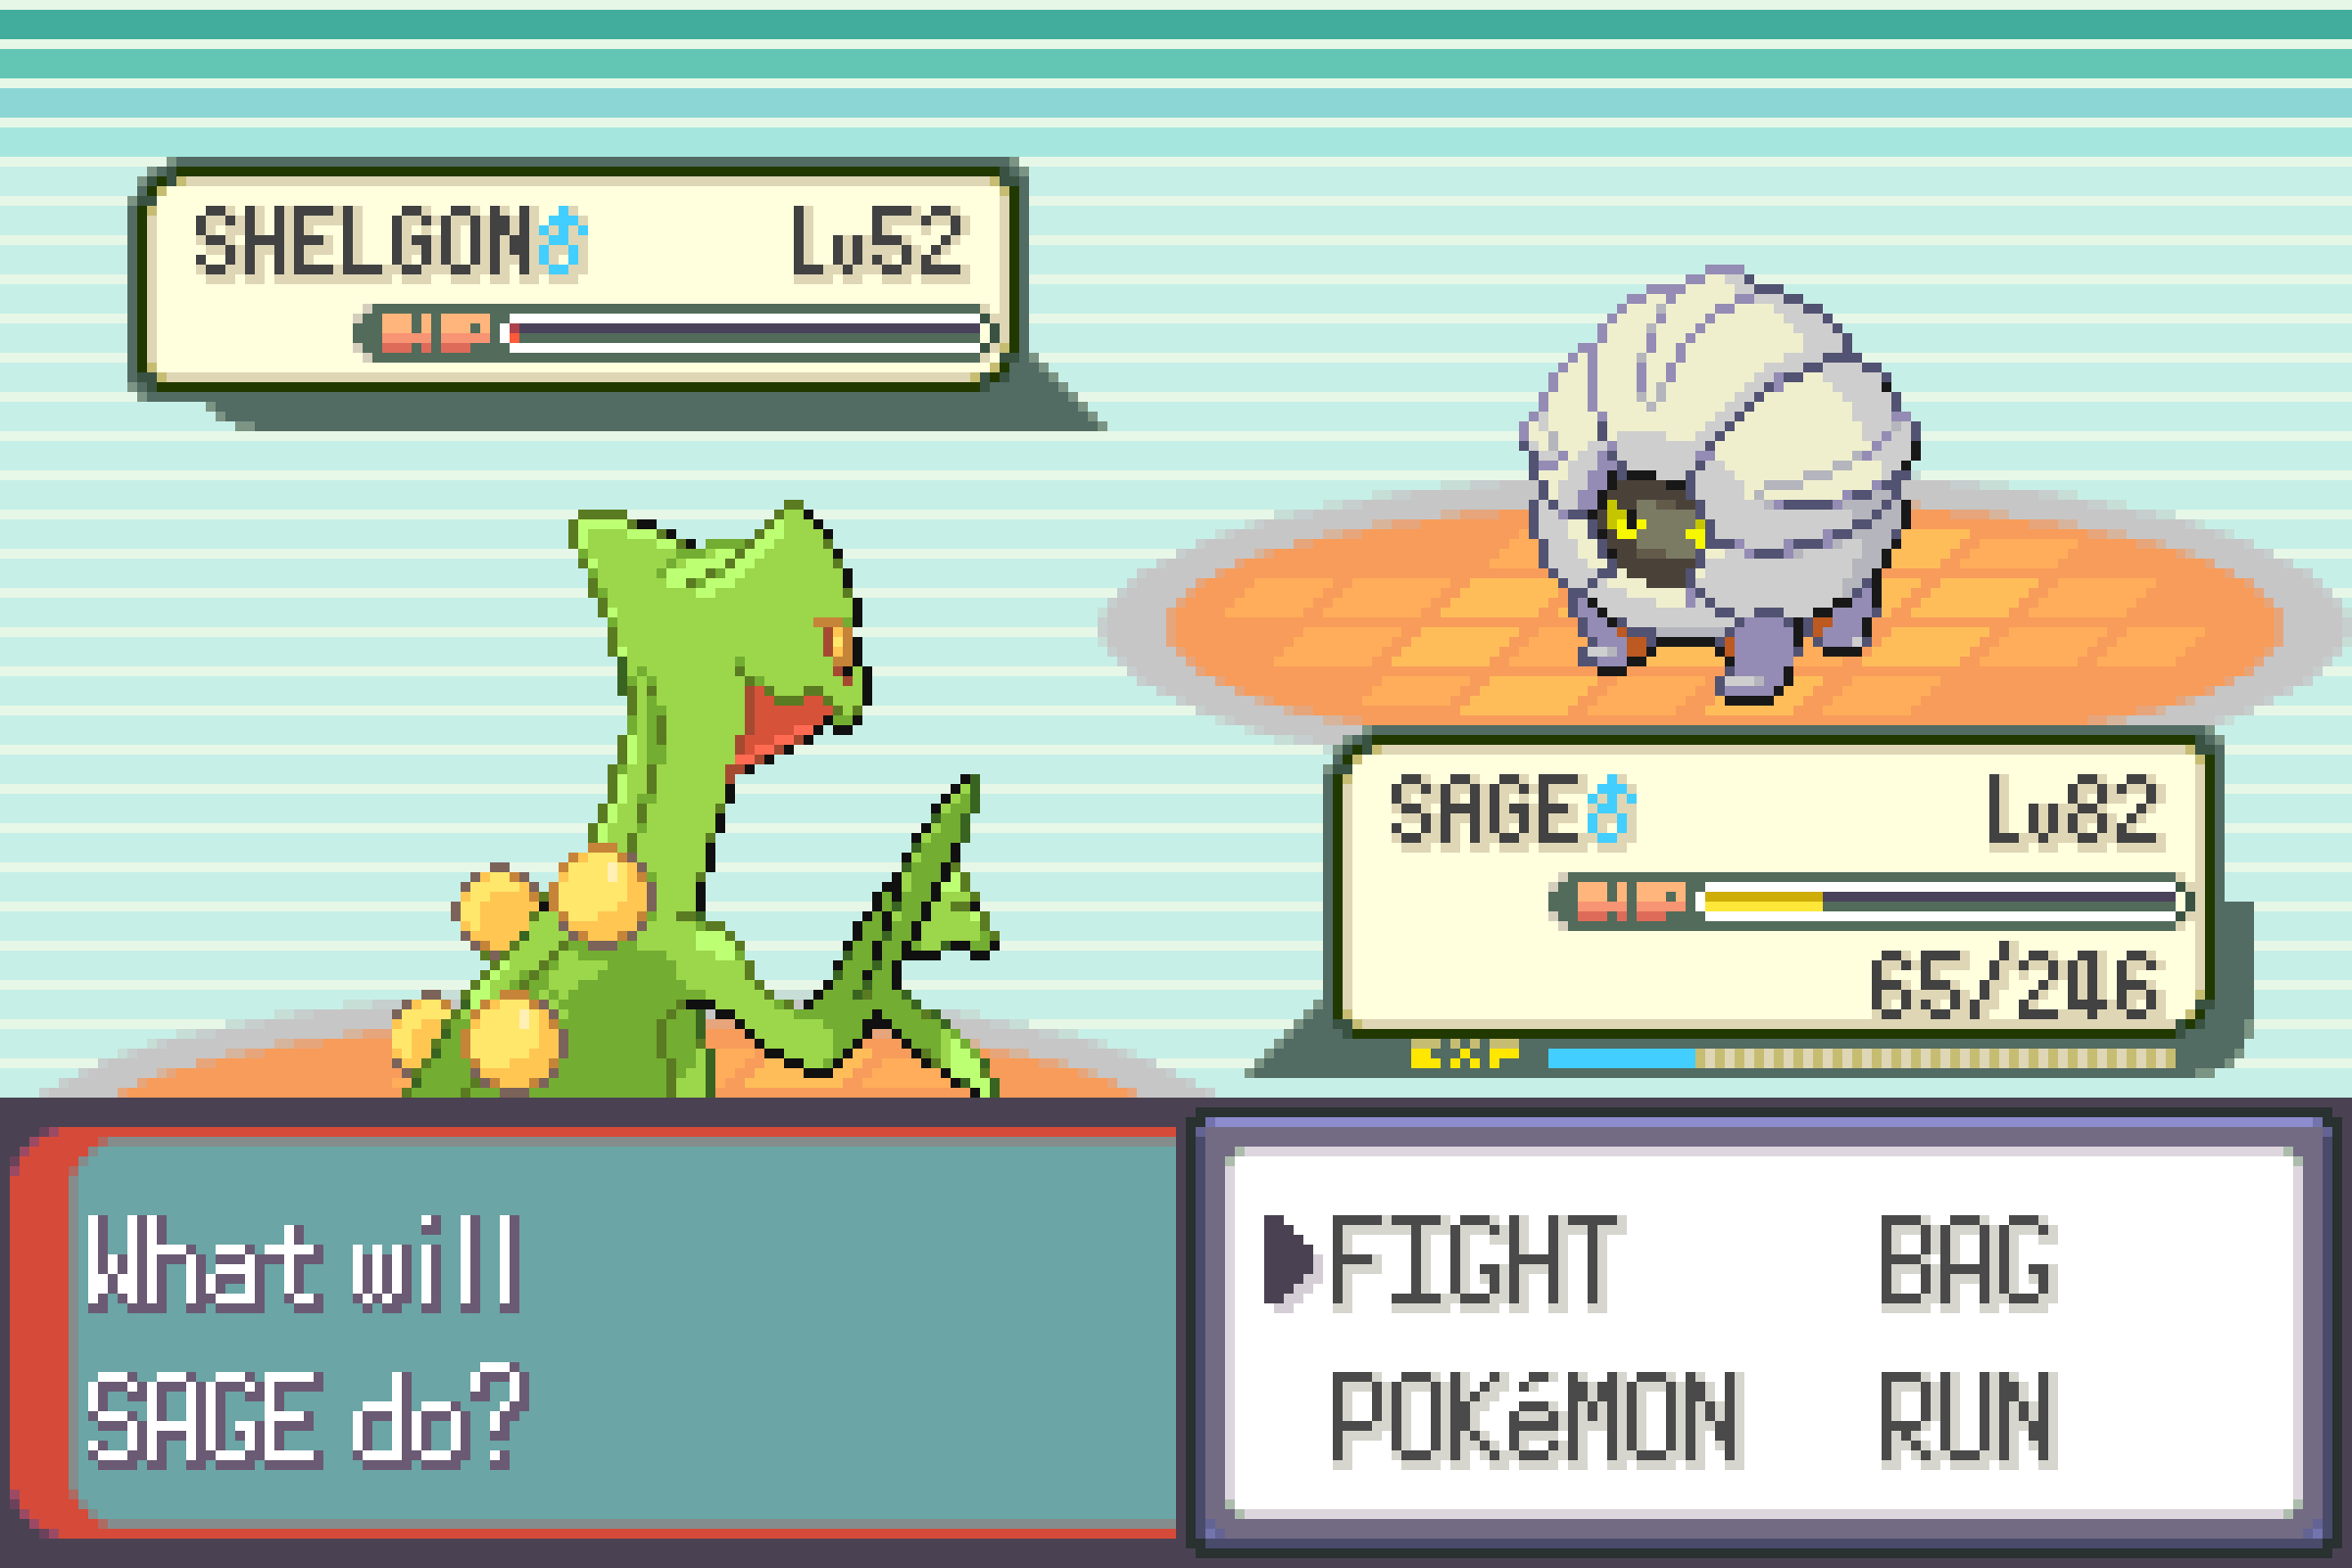 SHELGON♂ Lv52
HP
SAGE♂ Lv82
HP
65/246
EXP
What will
SAGE do?
FIGHT BAG
POKéMON RUN